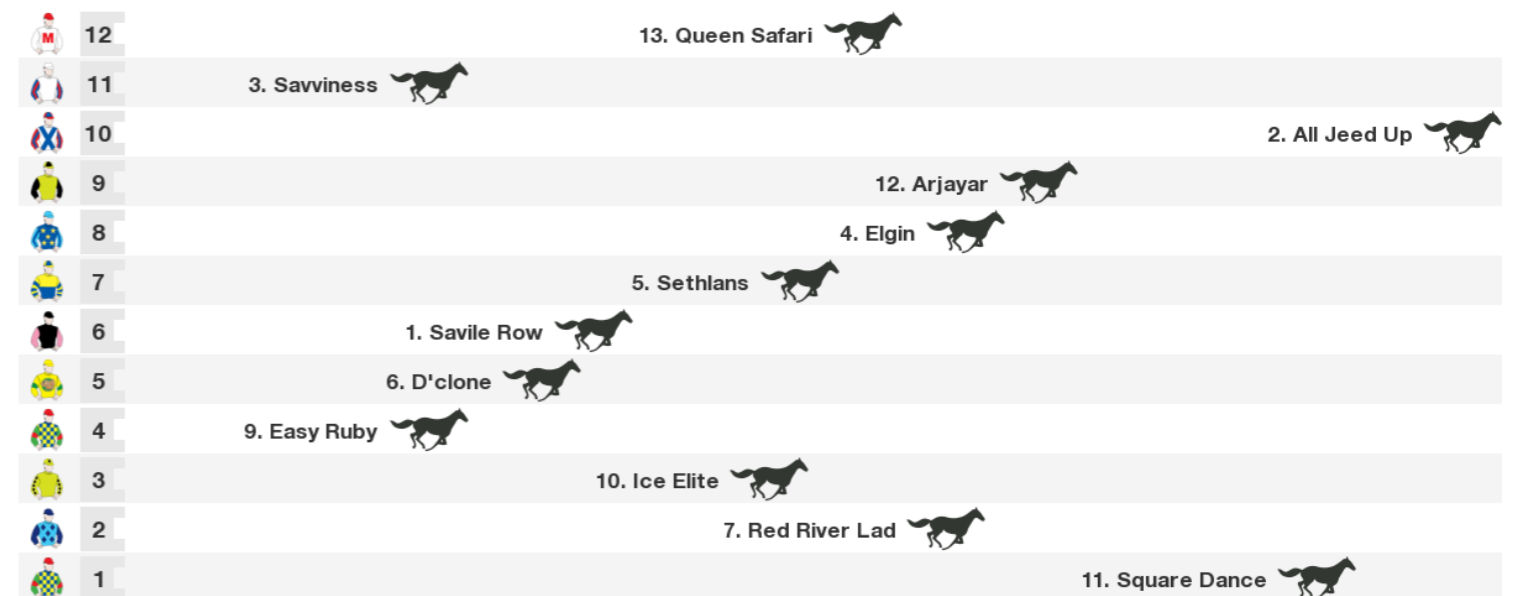 M
12 13. Queen Safari
11 3. Savviness
10 2. All Jeed Up
9 12. Arjayar
8 4. Elgin
7 5. Sethlans
6 1. Savile Row
5 6. D'clone
4 9. Easy Ruby
3 10. Ice Elite
2 7. Red River Lad
1 11. Square Dance